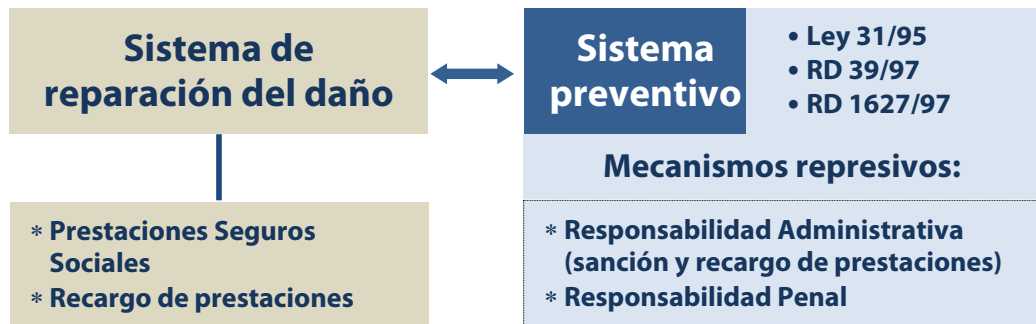 Sistema de
reparación del daño
Sistema
preventivo
• Ley 31/95
• RD 39/97
• RD 1627/97
Mecanismos represivos:
* Prestaciones Seguros
Sociales
* Recargo de prestaciones
* Responsabilidad Administrativa
(sanción y recargo de prestaciones)
* Responsabilidad Penal